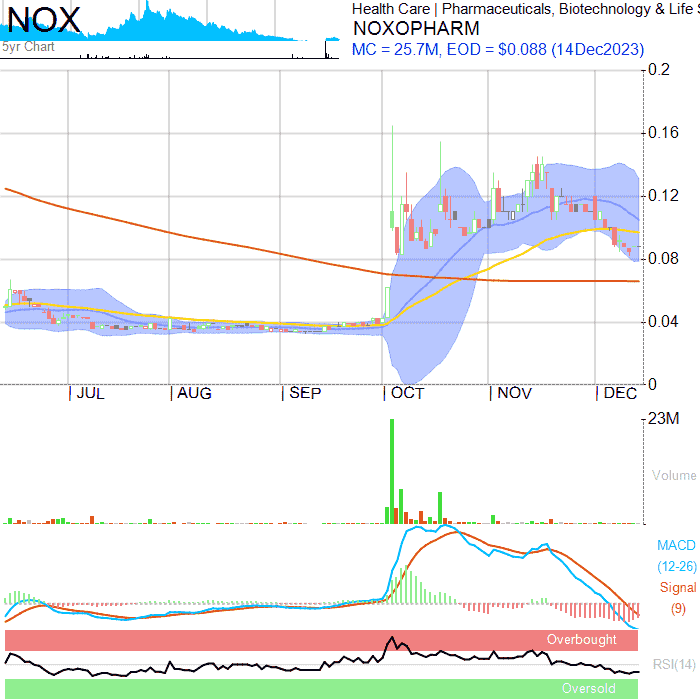 NOX
5yr Chart
Health Care | Pharmaceuticals, Biotechnology & Life S
NOXOPHARM
MC = 25.7M, EOD = $0.088 (14Dec2023)
0.2
0.16
0.12
0.08
0.04
0
JUL AUG SEP OCT NOV DEC
23M
Volume
MACD
(12-26)
Signal
(9)
Overbought
RSI(14)
Oversold